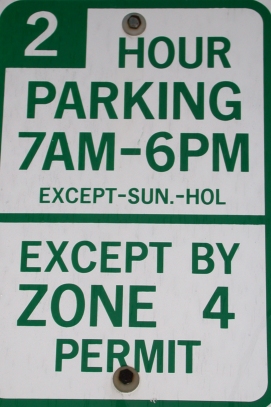 2 HOUR
PARKING
7AM-6PM
EXCEPT-SUN.-HOL
EXCEPT BY
ZONE 4
PERMIT